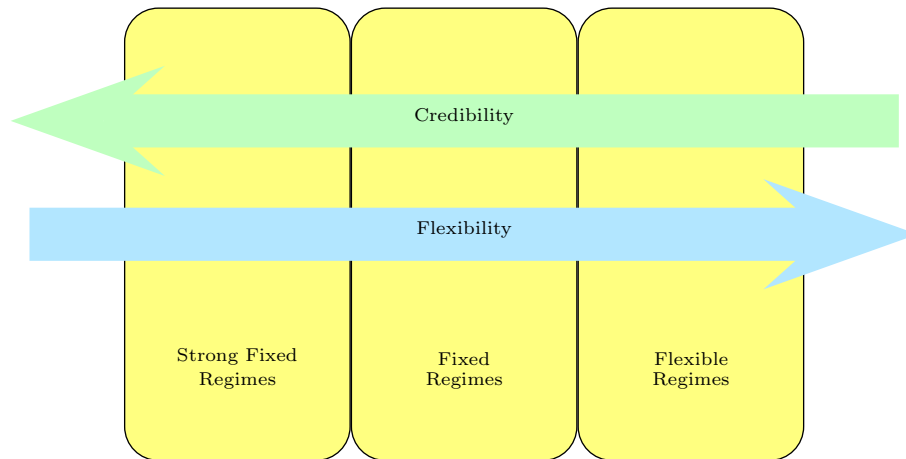 Credibility
Flexibility
Strong Fixed
Regimes
Fixed
Regimes
Flexible
Regimes